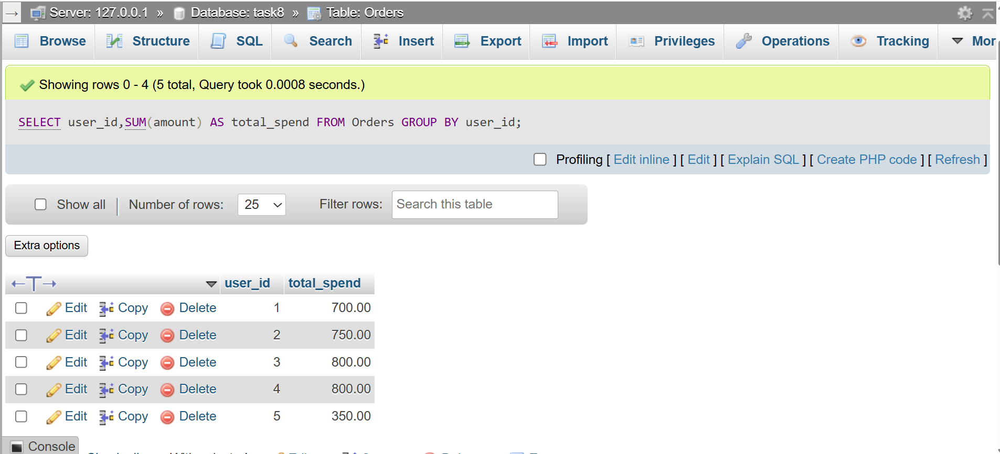 → Server: 127.0.0.1 » Database: task8 » Table: Orders
Browse Structure SQL Search Insert Export Import Privileges Operations Tracking Mor
Showing rows 0 - 4 (5 total, Query took 0.0008 seconds.)
SELECT user_id,SUM(amount) AS total_spend FROM Orders GROUP BY user_id;
Profiling [ Edit inline ] [ Edit ] [ Explain SQL ] [ Create PHP code ] [ Refresh ]
Show all | Number of rows: 25 Filter rows: Search this table
Extra options
←T→ user_id total_spend
Edit Copy Delete 1 700.00
Edit Copy Delete 2 750.00
Edit Copy Delete 3 800.00
Edit Copy Delete 4 800.00
Edit Copy Delete 5 350.00
Console